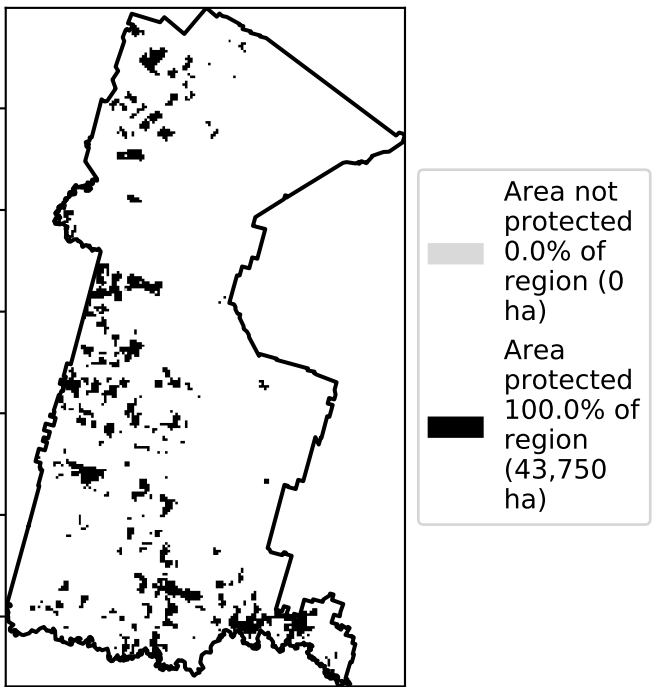 Area not
protected
0.0% of
region (0
ha)
Area
protected
100.0% of
region
(43,750
ha)